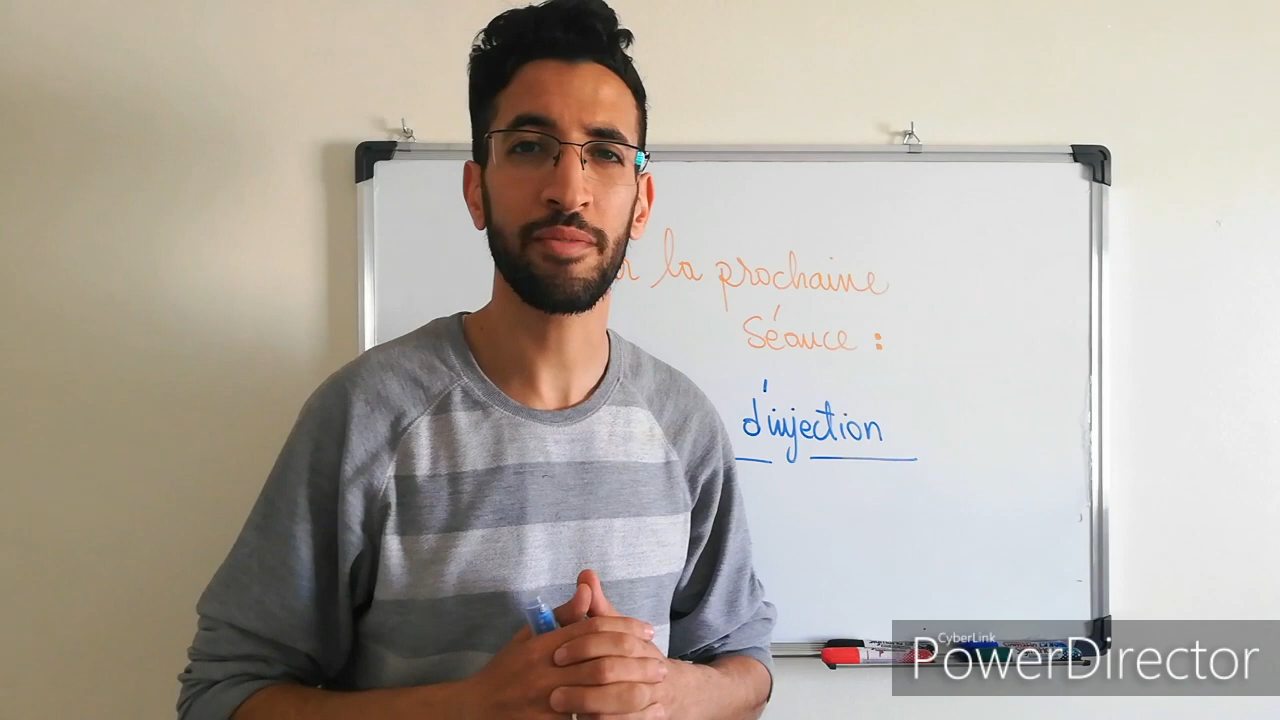 la prochaine
Séance :
d'injection
CyberLink
PowerDirector